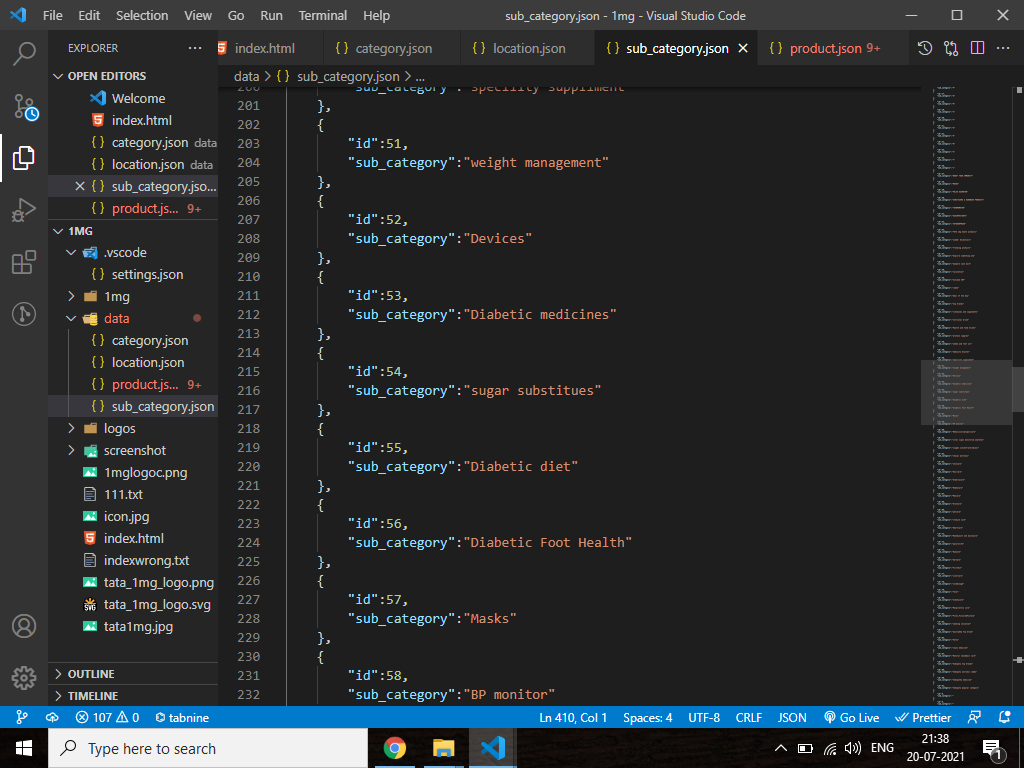 File Edit Selection View Go Run Terminal Help sub_category.json - 1mg - Visual Studio Code
EXPLORER
index.html category.json location.json sub_category.json product.json 9+
OPEN EDITORS
data > {} sub_category.json > ...
Welcome
index.html
category.json data
location.json data
sub_category.jso...
product.js... 9+
1MG
.vscode
settings.json
1mg
data
category.json
location.json
product.js... 9+
sub_category.json
logos
screenshot
1mglogoc.png
111.txt
icon.jpg
index.html
indexwrong.txt
tata_1mg_logo.png
tata_1mg_logo.svg
tata1mg.jpg
OUTLINE
TIMELINE
200 "sub_category":"specility suppliment"
201 },
202 {
203 "id":51,
204 "sub_category":"weight management"
205 },
206 {
207 "id":52,
208 "sub_category":"Devices"
209 },
210 {
211 "id":53,
212 "sub_category":"Diabetic medicines"
213 },
214 {
215 "id":54,
216 "sub_category":"sugar substitues"
217 },
218 {
219 "id":55,
220 "sub_category":"Diabetic diet"
221 },
222 {
223 "id":56,
224 "sub_category":"Diabetic Foot Health"
225 },
226 {
227 "id":57,
228 "sub_category":"Masks"
229 },
230 {
231 "id":58,
232 "sub_category":"BP monitor"
107 0 tabnine Ln 410, Col 1 Spaces: 4 UTF-8 CRLF JSON Go Live Prettier
Type here to search
ENG
21:38
20-07-2021
1